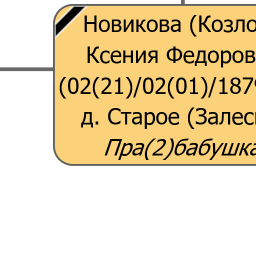 Новикова (Козло
Ксения Федоров
(02(21)/02(01)/187
д. Старое (Залес
Пра(2)бабушка